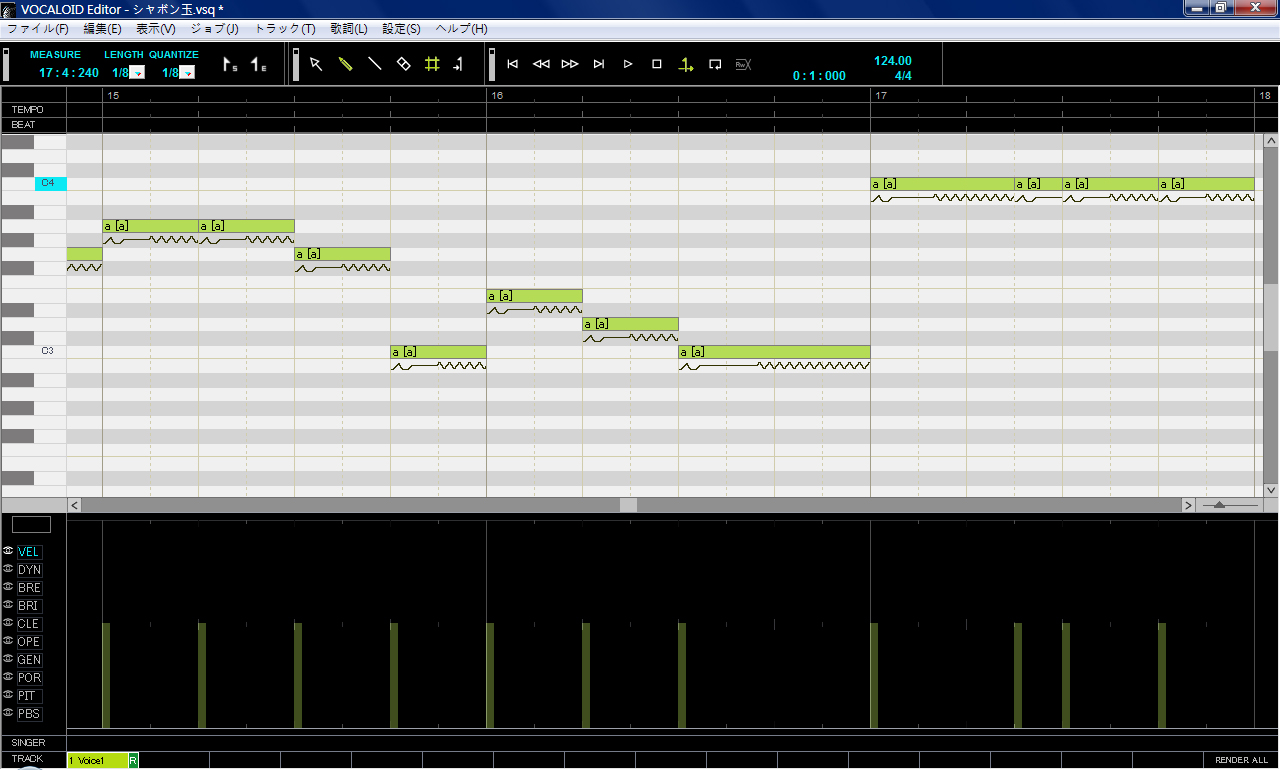 VOCALOID Editor - シャボン玉.vsq *
ファイル(F) 編集(E) 表示(V) ジョブ(J) トラック(T) 歌詞(L) 設定(S) ヘルプ(H)
MEASURE LENGTH QUANTIZE
17 : 4 : 240 1/8 1/8
S E
124.00
0 : 1 : 000 4/4
15 16 17 18
TEMPO
BEAT
C4 a [a] a [a] a [a] a [a]
a [a] a [a]
a [a]
a [a]
a [a]
C3 a [a] a [a]
VEL
DYN
BRE
BRI
CLE
OPE
GEN
POR
PIT
PBS
SINGER
TRACK 1 Voice1 R RENDER ALL